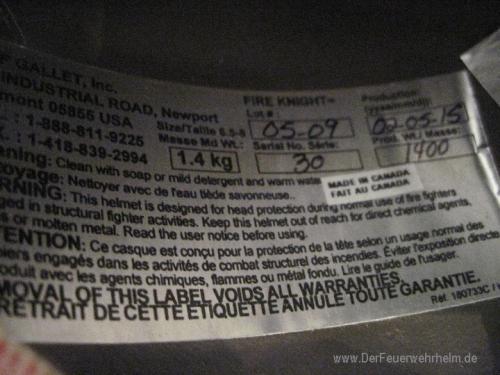 F GALLET, Inc.
INDUSTRIAL ROAD, Newport
mont 05855 USA
.: 1-888-811-9225
.: 1-418-839-2994
FIRE KNIGHT™
Lot#:
05-09
Production:
(yyaa/mm/dj):
02-05-15
Size/Taille 6.5-8
Masse Md Wt.:
1.4 kg
Serial No. Série:
30
Prod. Wt./ Masse:
1400
aning: Clean with soap or mild detergent and warm water
MADE IN CANADA
FAIT AU CANADA
oyage: Nettoyer avec de l'eau tiède savonneuse.
RNING: This helmet is designed for head protection during normal use of fire fighters
ged in structural fighter activities. Keep this helmet out of reach for direct chemical agents,
s or molten metal. Read the user notice before using.
TENTION: Ce casque est conçu pour la protection de la tête selon un usage normal des
piers engagés dans les activités de combat structurel des incendies. Éviter l'exposition directe
oduit avec les agents chimiques, flammes ou métal fondu. Lire le guide de l'usager.
MOVAL OF THIS LABEL VOIDS ALL WARRANTIES.
RETRAIT DE CETTE ÉTIQUETTE ANNULE TOUTE GARANTIE.
Réf. 180733C /
www.DerFeuerwehrhelm.de